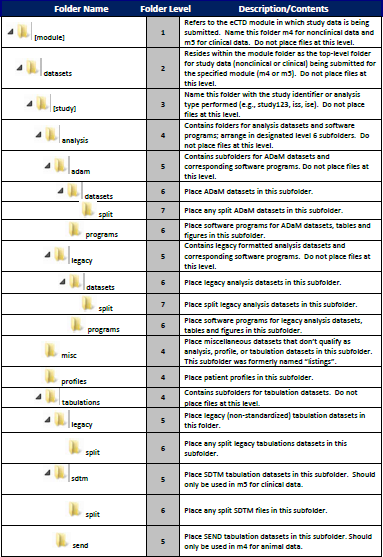 Folder Name Folder Level Description/Contents
[module] 1 Refers to the eCTD module in which study data is being
submitted. Name this folder m4 for nonclinical data and
m5 for clinical data. Do not place files at this level.
datasets 2 Resides within the module folder as the top-level folder
for study data (nonclinical or clinical) being submitted for
the specified module (m4 or m5). Do not place files at
this level.
[study] 3 Name this folder with the study identifier or analysis
type performed (e.g., study123, iss, ise). Do not place
files at this level.
analysis 4 Contains folders for analysis datasets and software
programs; arrange in designated level 6 subfolders. Do
not place files at this level.
adam 5 Contains subfolders for ADaM datasets and
corresponding software programs. Do not place files at
this level.
datasets 6 Place ADaM datasets in this subfolder.
split 7 Place any split ADaM datasets in this subfolder.
programs 6 Place software programs for ADaM datasets, tables and
figures in this subfolder.
legacy 5 Contains legacy formatted analysis datasets and
corresponding software programs. Do not place files at
this level.
datasets 6 Place legacy analysis datasets in this subfolder.
split 7 Place split legacy analysis datasets in this subfolder.
programs 6 Place software programs for legacy analysis datasets,
tables and figures in this subfolder.
misc 4 Place miscellaneous datasets that don't qualify as
analysis, profile, or tabulation datasets in this subfolder.
This subfolder was formerly named "listings".
profiles 4 Place patient profiles in this subfolder.
tabulations 4 Contains subfolders for tabulation datasets. Do not
place files at this level.
legacy 5 Place legacy (non-standardized) tabulation datasets in
this folder.
split 6 Place any split legacy tabulations datasets in this
subfolder.
sdtm 5 Place SDTM tabulation datasets in this subfolder. Should
only be used in m5 for clinical data.
split 6 Place any split SDTM files in this subfolder.
send 5 Place SEND tabulation datasets in this subfolder. Should
only be used in m4 for animal data.